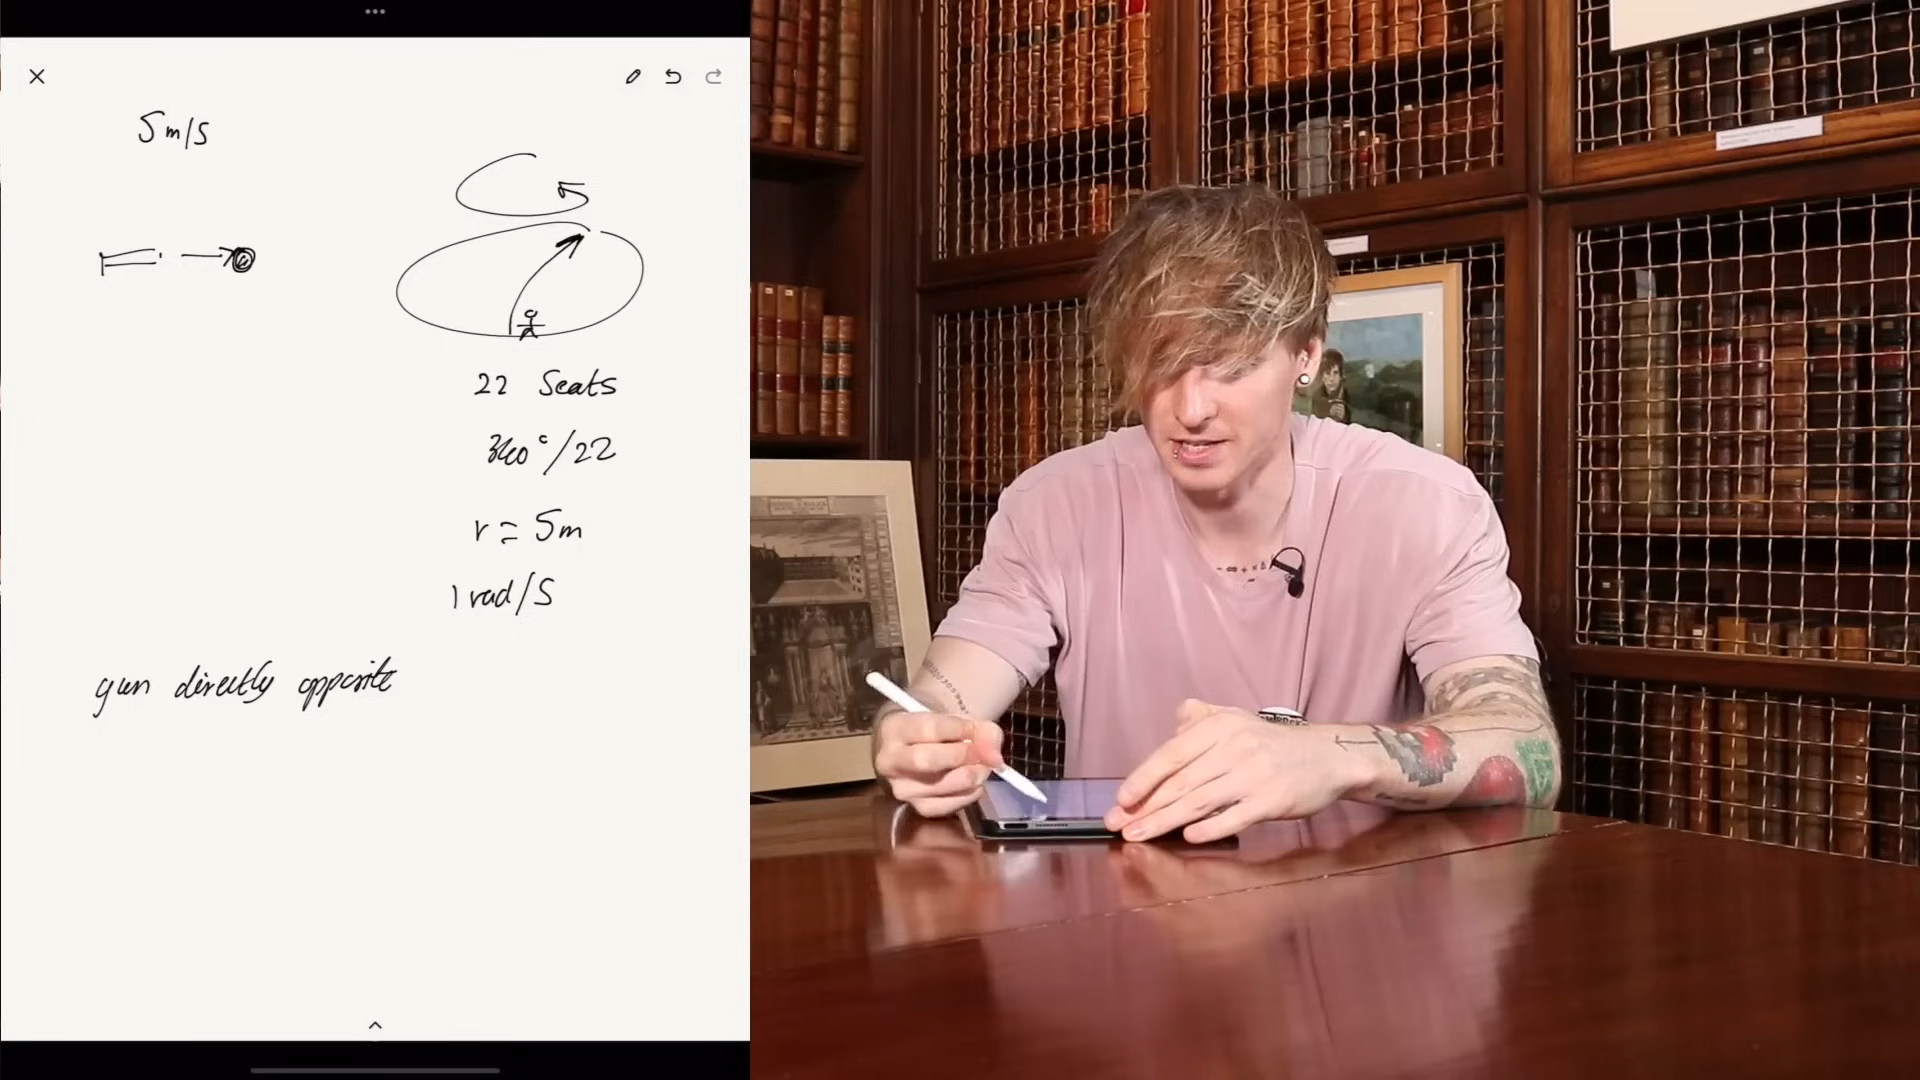 5m/s
22 Seats
360°/22
r = 5m
1 rad/s
gun directly opposite